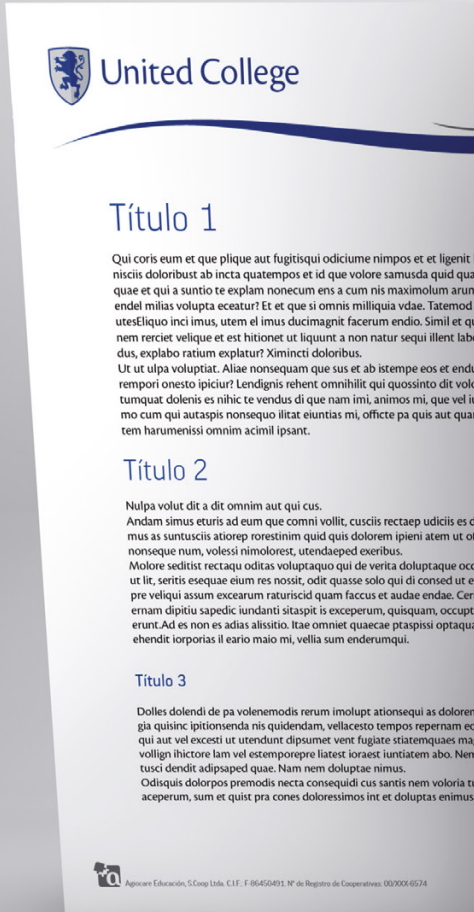 United College
Título 1
Qui coris eum et que plique aut fugitisqui odiciume nimpos et et ligenit
nisciis doloribust ab incta quatempos et id que volore samusda quid qua
quae et qui a suntio te explam nonecum ens a cum nis maximolum arun
endel milias volupta eceatur? Et et que si omnis milliquia vdae. Tatemod
utesEliquo inci imus, utem el imus ducimagnit facerum endio. Simil et qu
nem rerciet velique et est hitionet ut liquunt a non natur sequi illent labe
dus, explabo ratium explatur? Ximincti doloribus.
Ut ut ulpa voluptiat. Aliae nonsequam que sus et ab istempe eos et endu
rempori onesto ipiciur? Lendignis rehent omnihilit qui quossinto dit volo
tumquat dolenis es nihic te vendus di que nam imi, animos mi, que vel iu
mo cum qui autaspis nonsequo ilitat eiuntias mi, officte pa quis aut quam
tem harumenissi omnim acimil ipsant.
Título 2
Nulpa volut dit a dit omnim aut qui cus.
Andam simus eturis ad eum que comni vollit, cusciis rectaep udiciis es d
mus as suntusciis atiorep rorestinim quid quis dolorem ipieni atem ut of
nonseque num, volessi nimolorest, utendaeped exeribus.
Molore seditist rectaqu oditas voluptaquo qui de verita doluptaque occ
ut lit, seritis esequae eium res nossit, odit quasse solo qui di consed ut e
pre veliqui assum excearum raturiscid quam faccus et audae endae. Cer
ernam dipitiu sapedic iundanti sitaspit is exceperum, quisquam, occupt
erunt.Ad es non es adias alissitio. Itae omniet quaecae ptaspissi optaqua
ehendit iorporias il eario maio mi, vellia sum enderumqui.
Título 3
Dolles dolendi de pa volenemodis rerum imolupt ationsequi as dolorem
gia quisinc ipitionsenda nis quidendam, vellacesto tempos repernam ec
qui aut vel excesti ut utendunt dipsumet vent fugiate stiatemquaes mag
vollign ihictore lam vel estemporepre liatest ioraest iuntiatem abo. Nem
tusci dendit adipsaped quae. Nam nem doluptae nimus.
Odisquis dolorpos premodis necta consequidi cus santis nem voloria tu
aceperum, sum et quist pra cones doloressimos int et doluptas enimus
Agiocare Educación, S.Coop Ltda. C.I.F.: F-86450491. Nº de Registro de Cooperativas: 00/XXX-6574